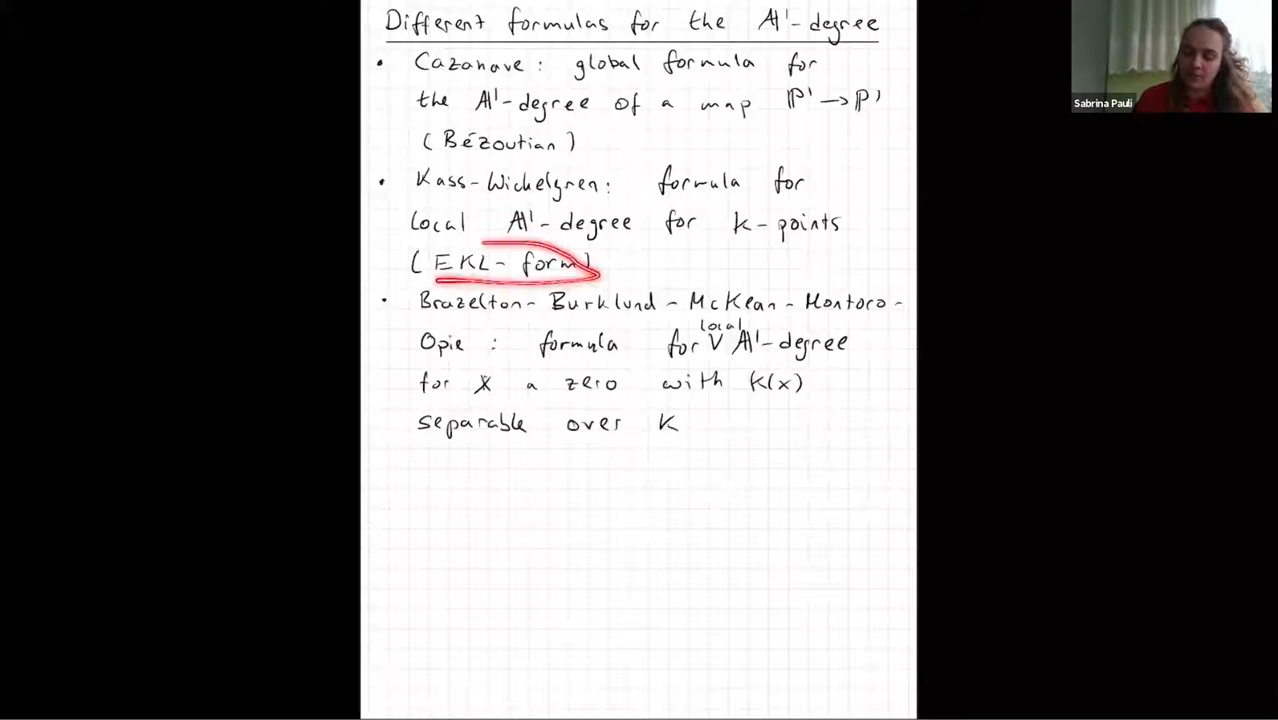 Different formulas for the A¹-degree
• Cazanave: global formula for
the A¹-degree of a map P¹→P¹
(Bézoutian)
• Kass-Wickelgren: formula for
local A¹-degree for k-points
(EKL-form)
• Brazelton-Burklund-McKean-Montoro-
Opie: formula for local A¹-degree
for x a zero with k(x)
separable over k
Sabrina Pauli